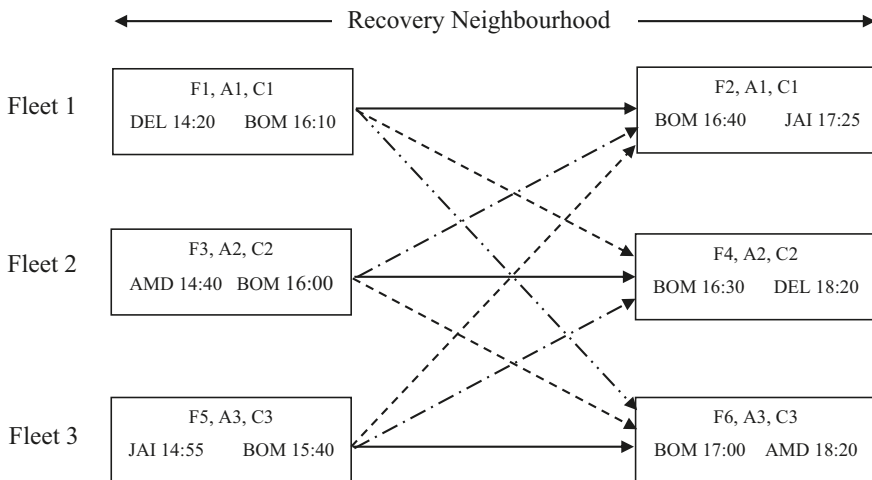 Recovery Neighbourhood
Fleet 1
F1, A1, C1
DEL 14:20 BOM 16:10
F2, A1, C1
BOM 16:40 JAI 17:25
Fleet 2
F3, A2, C2
AMD 14:40 BOM 16:00
F4, A2, C2
BOM 16:30 DEL 18:20
Fleet 3
F5, A3, C3
JAI 14:55 BOM 15:40
F6, A3, C3
BOM 17:00 AMD 18:20